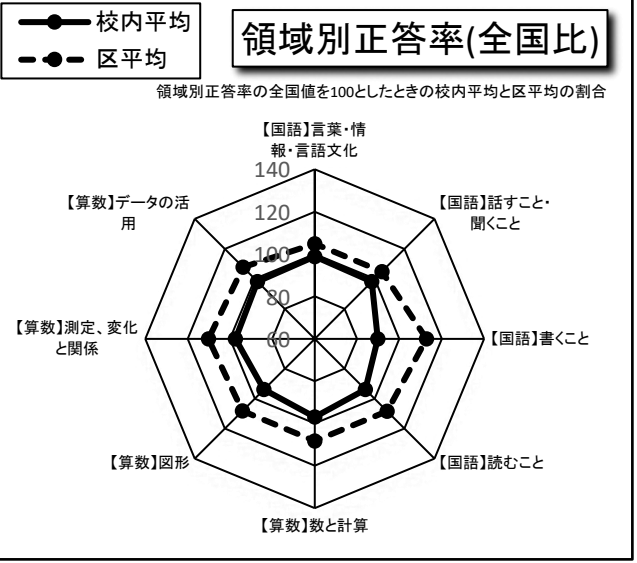 校内平均
区平均
領域別正答率(全国比)
領域別正答率の全国値を100としたときの校内平均と区平均の割合
【国語】言葉・情
報・言語文化
【国語】話すこと・
聞くこと
【国語】書くこと
【国語】読むこと
【算数】数と計算
【算数】図形
【算数】測定、変化
と関係
【算数】データの活
用
140
120
100
80
60